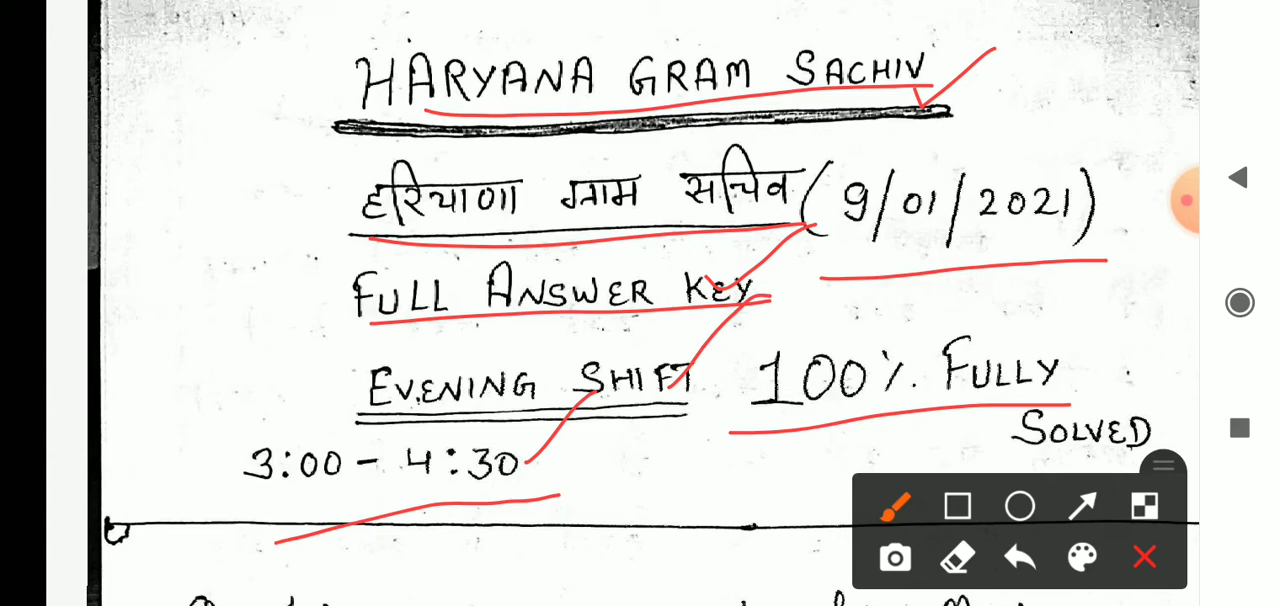 HARYANA GRAM SACHIV
हरियाणा ग्राम सचिव (9/01/2021)
FULL ANSWER KEY
EVENING SHIFT 100% FULLY
SOLVED
3:00 - 4:30